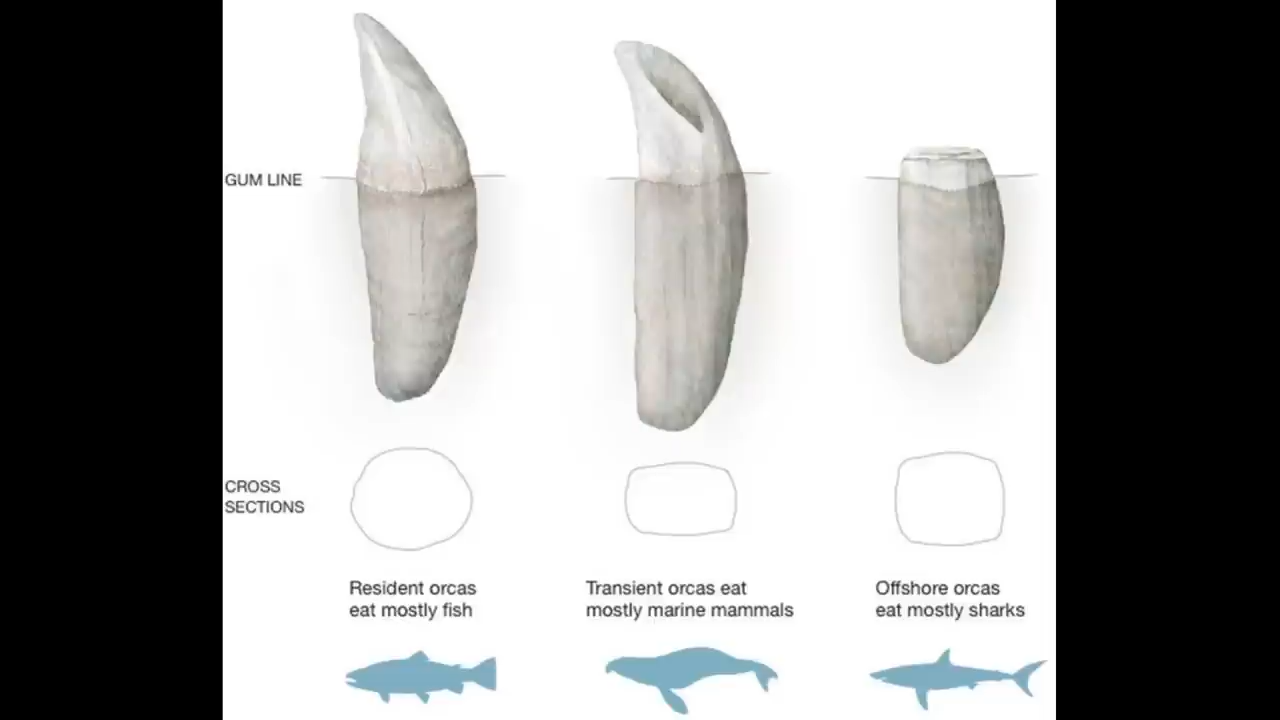 GUM LINE
CROSS
SECTIONS
Resident orcas
eat mostly fish
Transient orcas eat
mostly marine mammals
Offshore orcas
eat mostly sharks